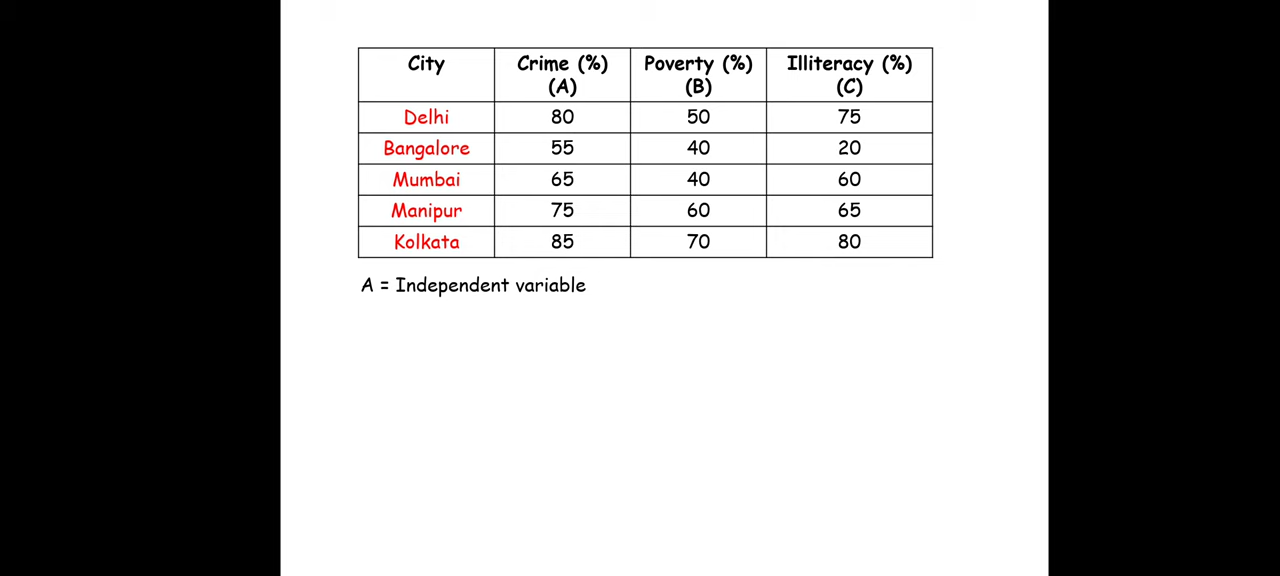 City Crime (%) Poverty (%) Illiteracy (%)
(A) (B) (C)
Delhi 80 50 75
Bangalore 55 40 20
Mumbai 65 40 60
Manipur 75 60 65
Kolkata 85 70 80
A = Independent variable